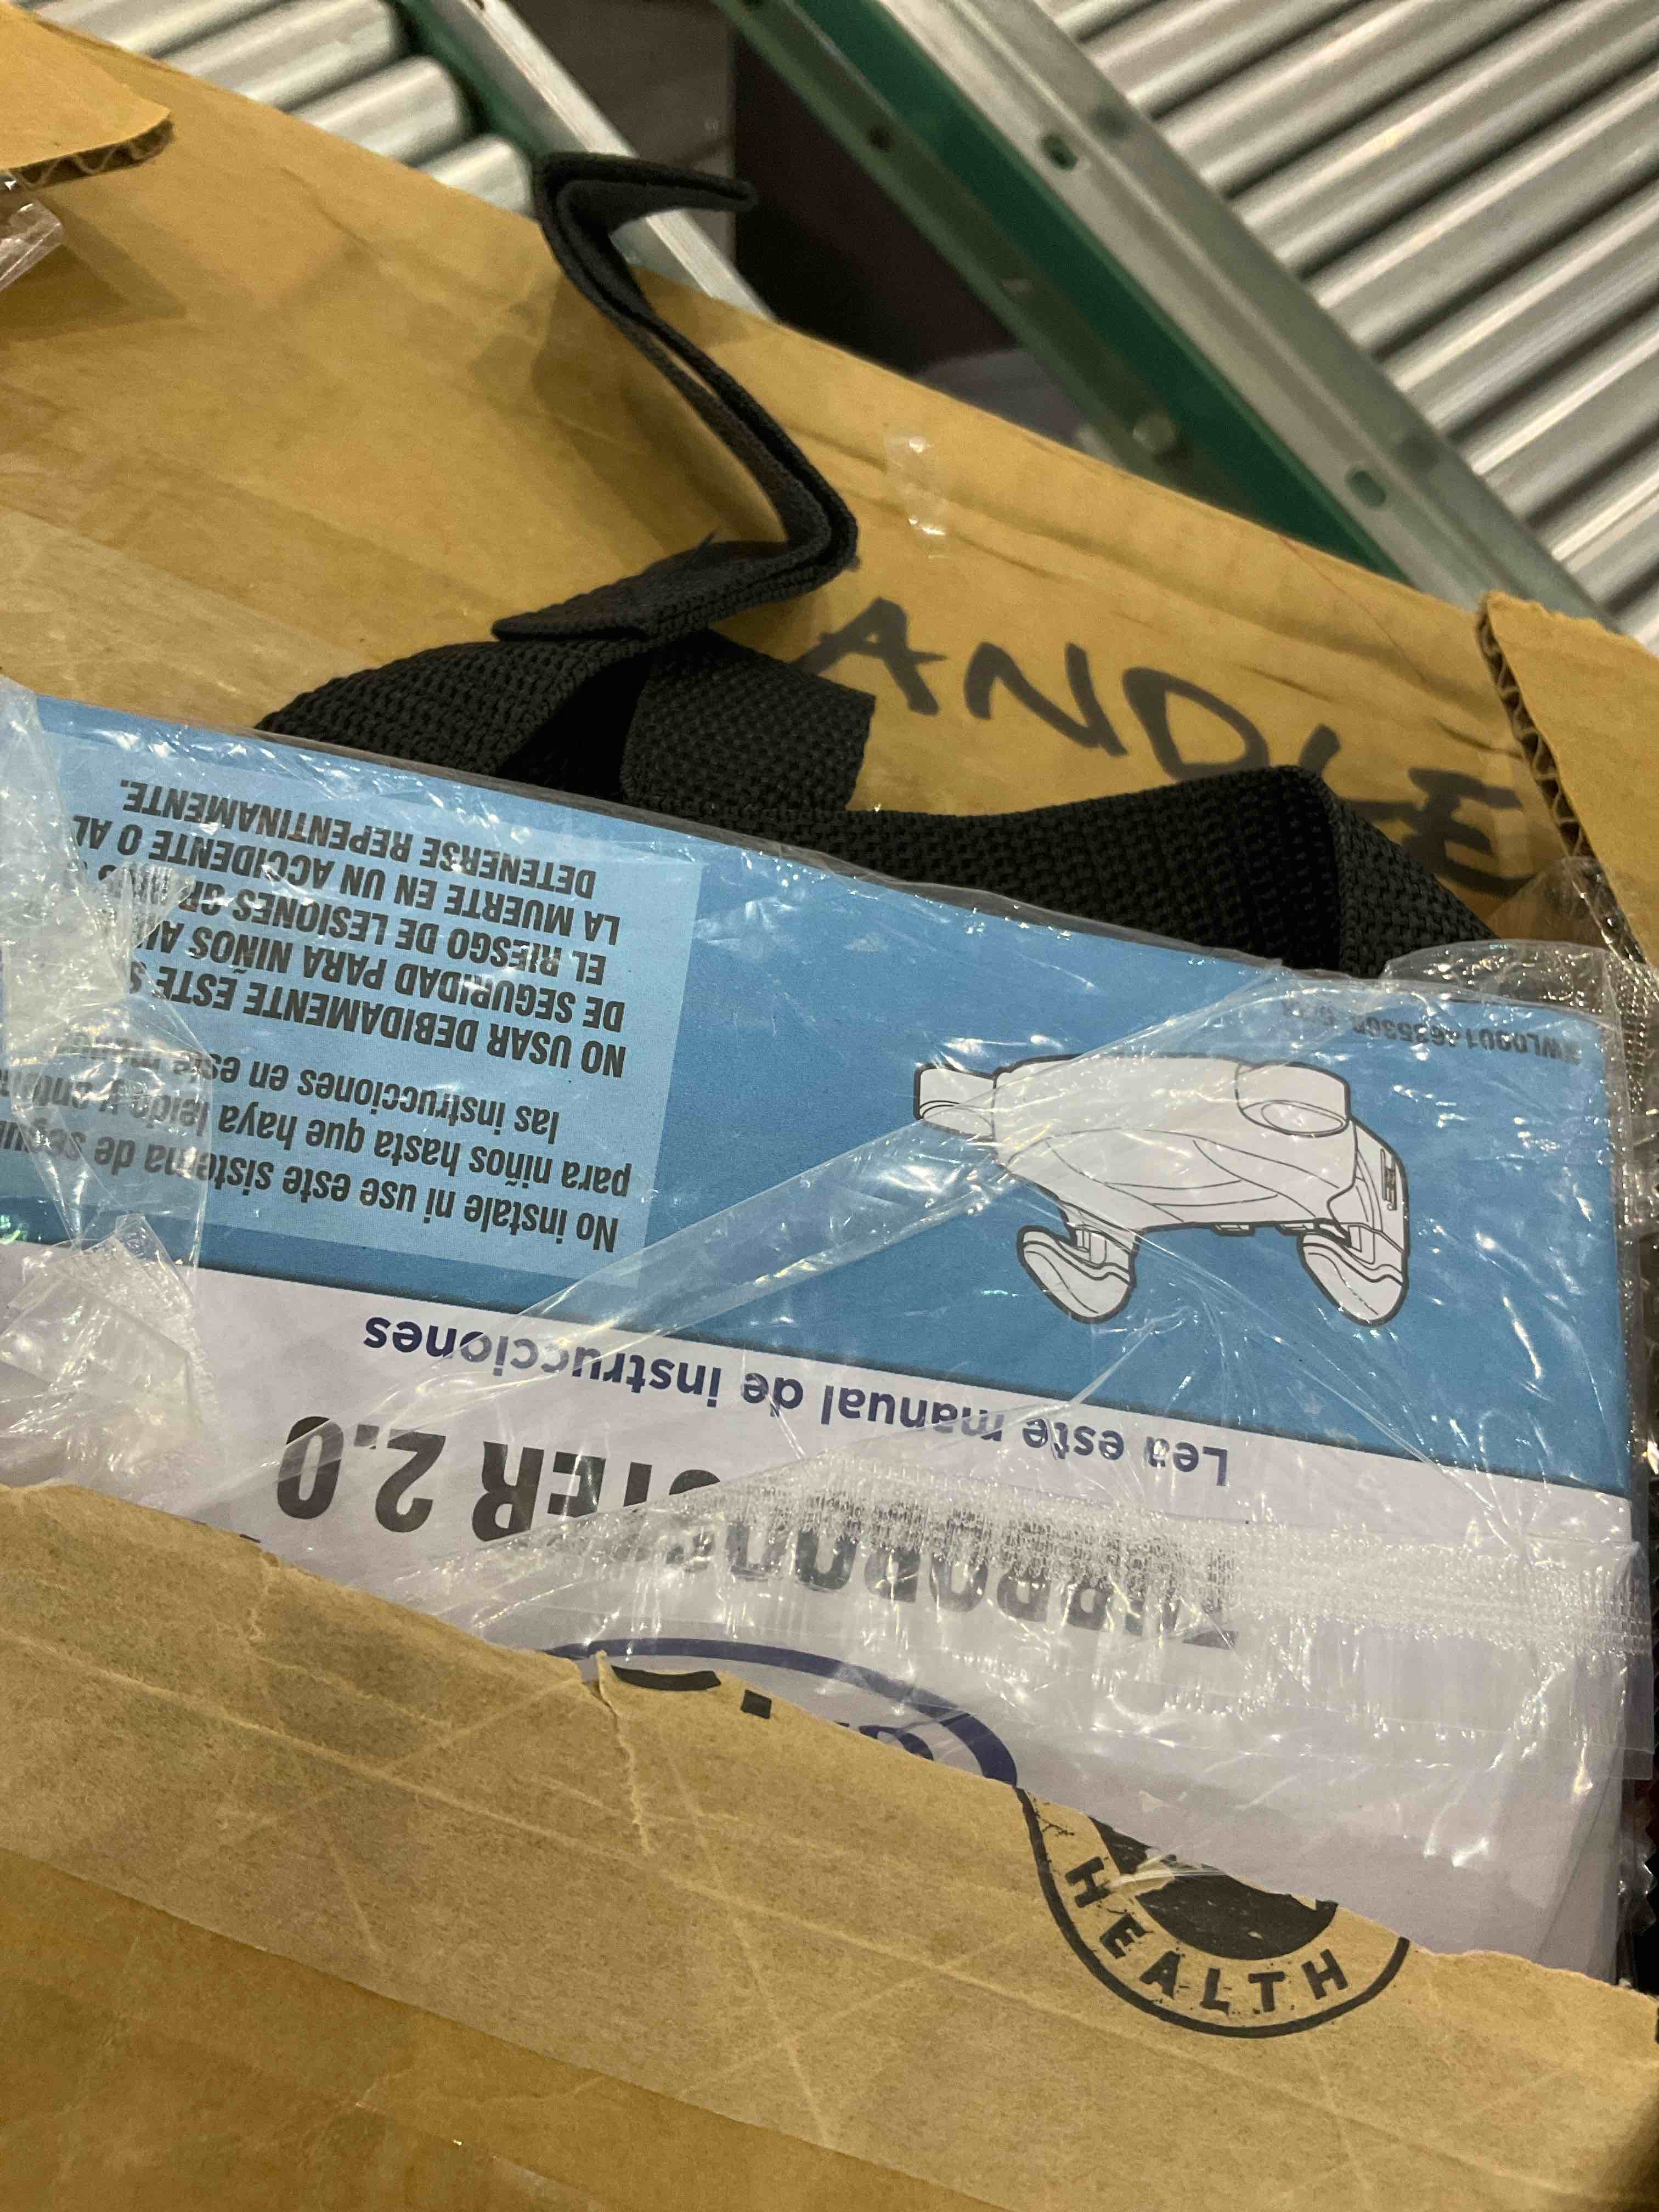 ANDLE
TurboBooster 2.0
Lea este manual de instrucciones
No instale ni use este sistema de
para niños hasta que haya leído y
las instrucciones en este
NO USAR DEBIDAMENTE ESTE
DE SEGURIDAD PARA NIÑOS
EL RIESGO DE LESIONES
LA MUERTE EN UN ACCIDENTE O AL
DETENERSE REPENTINAMENTE.
HEALTH